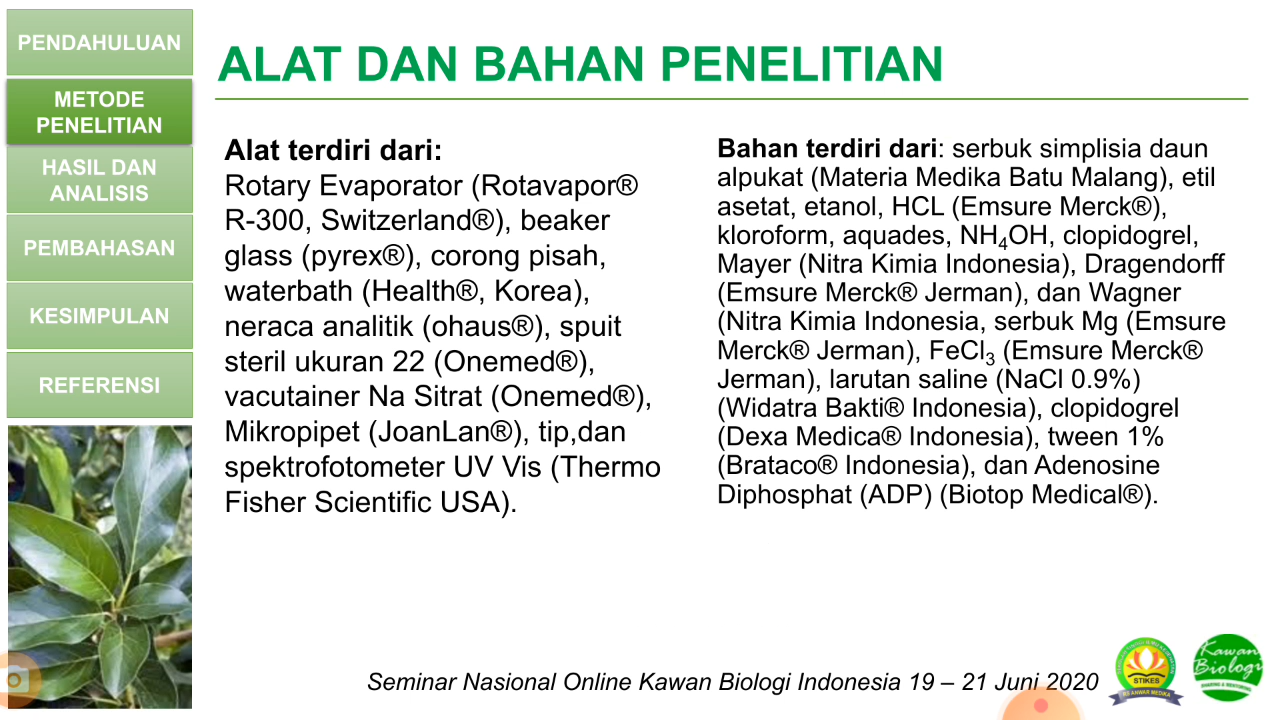 PENDAHULUAN
METODE
PENELITIAN
HASIL DAN
ANALISIS
PEMBAHASAN
KESIMPULAN
REFERENSI
ALAT DAN BAHAN PENELITIAN
Alat terdiri dari:
Rotary Evaporator (Rotavapor®
R-300, Switzerland®), beaker
glass (pyrex®), corong pisah,
waterbath (Health®, Korea),
neraca analitik (ohaus®), spuit
steril ukuran 22 (Onemed®),
vacutainer Na Sitrat (Onemed®),
Mikropipet (JoanLan®), tip,dan
spektrofotometer UV Vis (Thermo
Fisher Scientific USA).
Bahan terdiri dari: serbuk simplisia daun
alpukat (Materia Medika Batu Malang), etil
asetat, etanol, HCL (Emsure Merck®),
kloroform, aquades, NH₄OH, clopidogrel,
Mayer (Nitra Kimia Indonesia), Dragendorff
(Emsure Merck® Jerman), dan Wagner
(Nitra Kimia Indonesia, serbuk Mg (Emsure
Merck® Jerman), FeCl₃ (Emsure Merck®
Jerman), larutan saline (NaCl 0.9%)
(Widatra Bakti® Indonesia), clopidogrel
(Dexa Medica® Indonesia), tween 1%
(Brataco® Indonesia), dan Adenosine
Diphosphat (ADP) (Biotop Medical®).
Seminar Nasional Online Kawan Biologi Indonesia 19 – 21 Juni 2020
STIKES
RS ANWAR MEDIKA
Kawan
Biologi